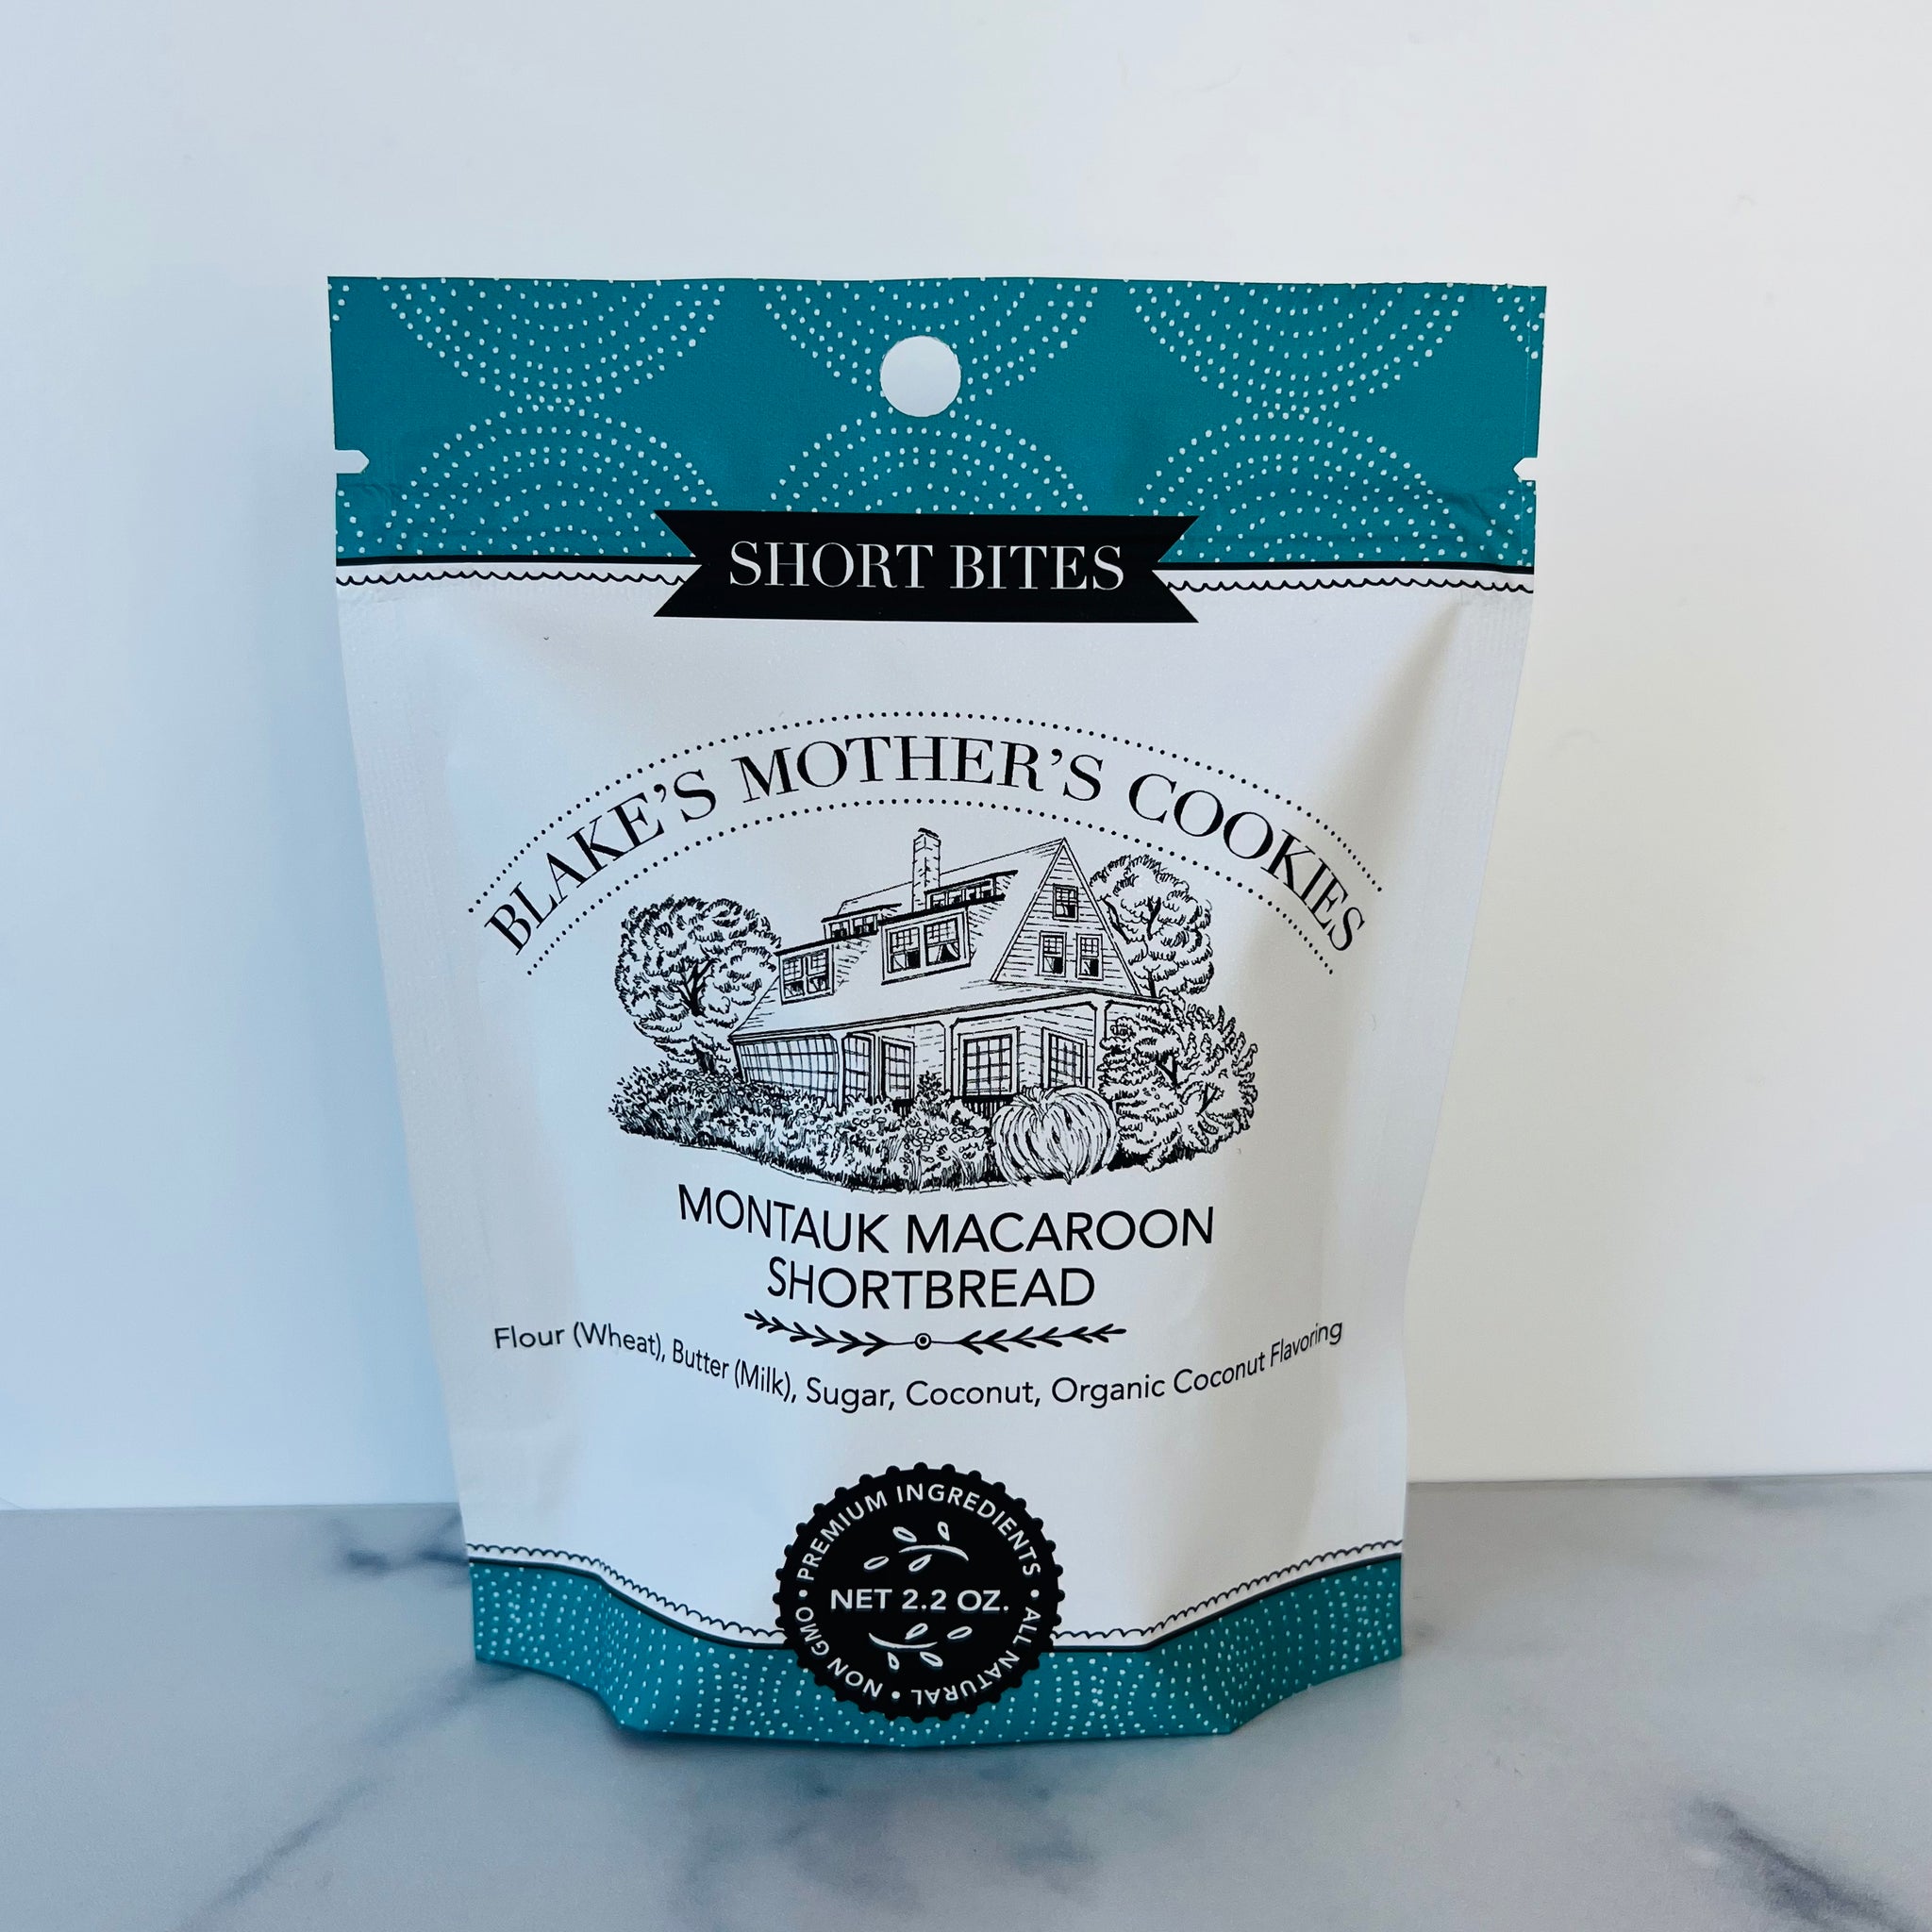 SHORT BITES
BLAKE'S MOTHER'S COOKIES
MONTAUK MACAROON
SHORTBREAD
Flour (Wheat), Butter (Milk), Sugar, Coconut, Organic Coconut Flavoring
PREMIUM INGREDIENTS • ALL NATURAL • NON GMO •
NET 2.2 OZ.